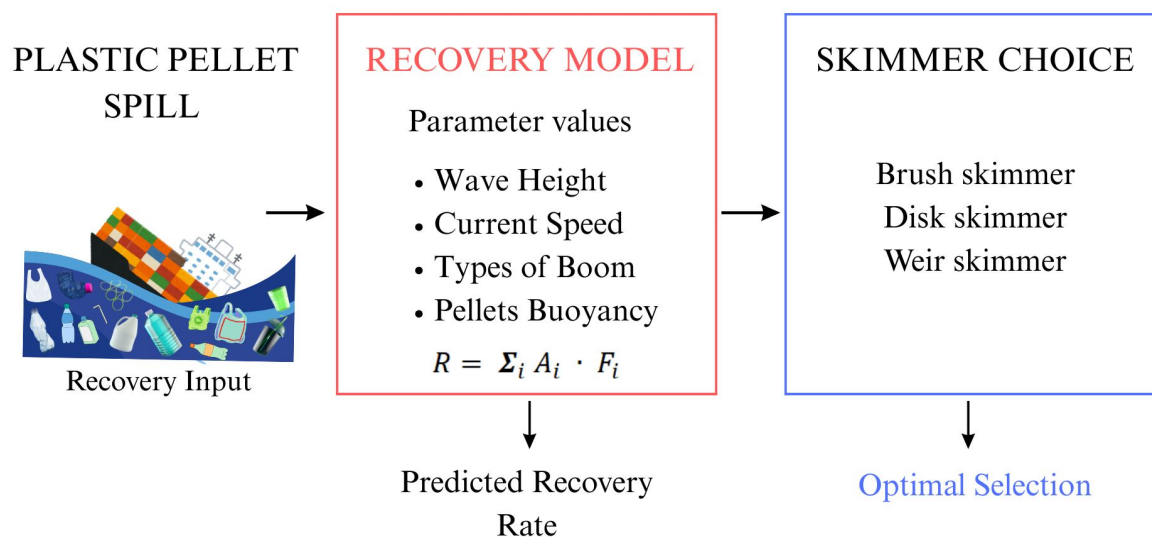 PLASTIC PELLET
SPILL
Recovery Input
RECOVERY MODEL
Parameter values
• Wave Height
• Current Speed
• Types of Boom
• Pellets Buoyancy
R = Σᵢ Aᵢ · Fᵢ
Predicted Recovery
Rate
SKIMMER CHOICE
Brush skimmer
Disk skimmer
Weir skimmer
Optimal Selection